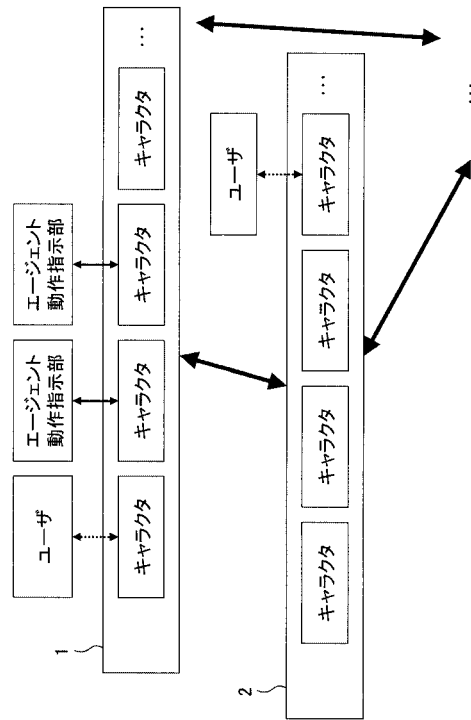 ユーザ
エージェント
動作指示部
エージェント
動作指示部
1
キャラクタ
キャラクタ
キャラクタ
キャラクタ
…
ユーザ
2
キャラクタ
キャラクタ
キャラクタ
キャラクタ
…
…